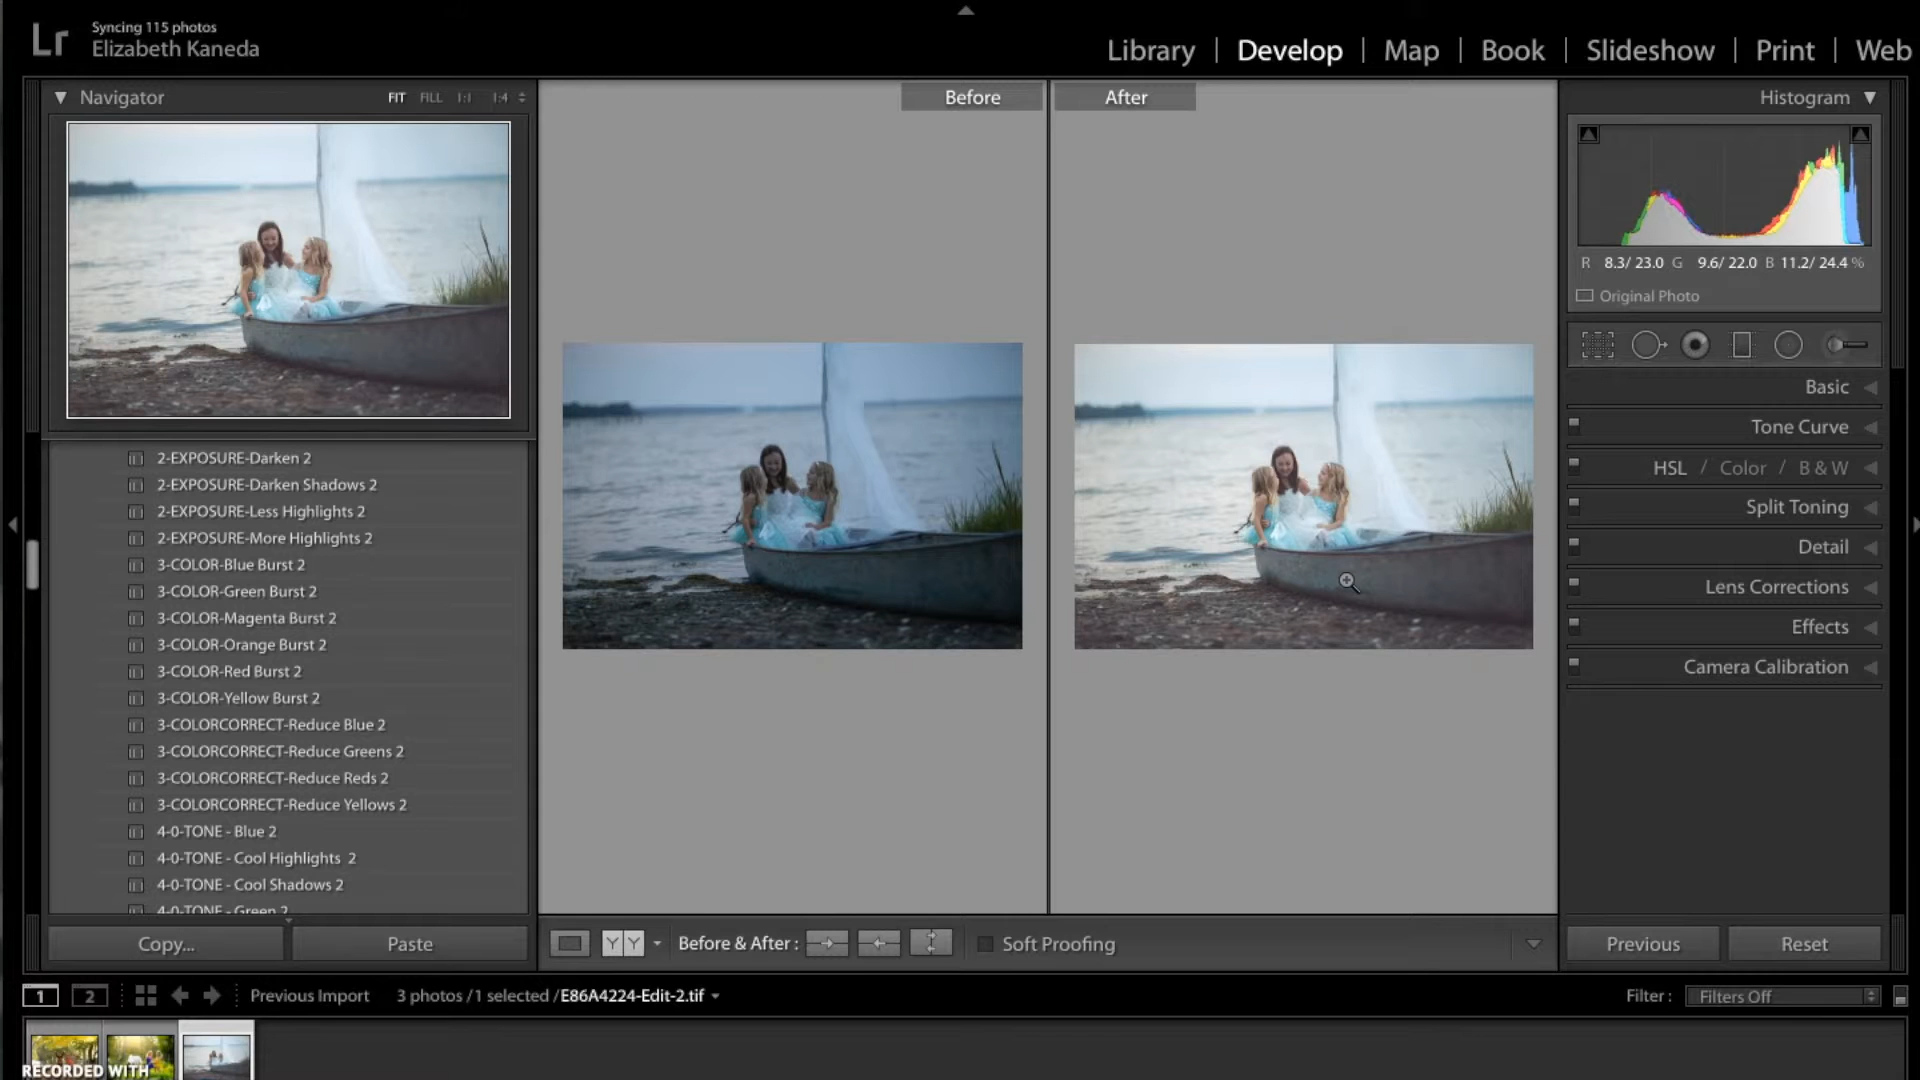 Lr
Syncing 115 photos
Elizabeth Kaneda
Library | Develop | Map | Book | Slideshow | Print | Web
Navigator
FIT FILL 1:1 1:4
Before
After
Histogram
R 8.3/ 23.0 G 9.6/ 22.0 B 11.2/ 24.4 %
Original Photo
Basic
Tone Curve
HSL / Color / B & W
Split Toning
Detail
Lens Corrections
Effects
Camera Calibration
2-EXPOSURE-Darken 2
2-EXPOSURE-Darken Shadows 2
2-EXPOSURE-Less Highlights 2
2-EXPOSURE-More Highlights 2
3-COLOR-Blue Burst 2
3-COLOR-Green Burst 2
3-COLOR-Magenta Burst 2
3-COLOR-Orange Burst 2
3-COLOR-Red Burst 2
3-COLOR-Yellow Burst 2
3-COLORCORRECT-Reduce Blue 2
3-COLORCORRECT-Reduce Greens 2
3-COLORCORRECT-Reduce Reds 2
3-COLORCORRECT-Reduce Yellows 2
4-0-TONE - Blue 2
4-0-TONE - Cool Highlights 2
4-0-TONE - Cool Shadows 2
4-0-TONE - Green 2
Copy...
Paste
YY
Before & After :
Soft Proofing
Previous
Reset
1 2
Previous Import
3 photos /1 selected /E86A4224-Edit-2.tif
Filter :
Filters Off
RECORDED WITH